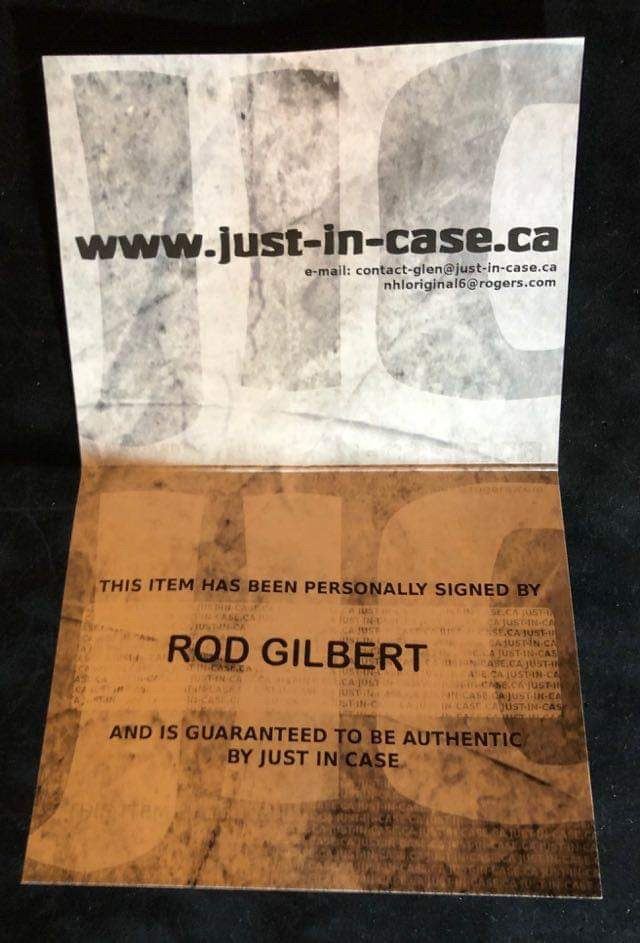 www.just-in-case.ca
e-mail: contact-glen@just-in-case.ca
nhloriginal6@rogers.com
THIS ITEM HAS BEEN PERSONALLY SIGNED BY
ROD GILBERT
AND IS GUARANTEED TO BE AUTHENTIC
BY JUST IN CASE